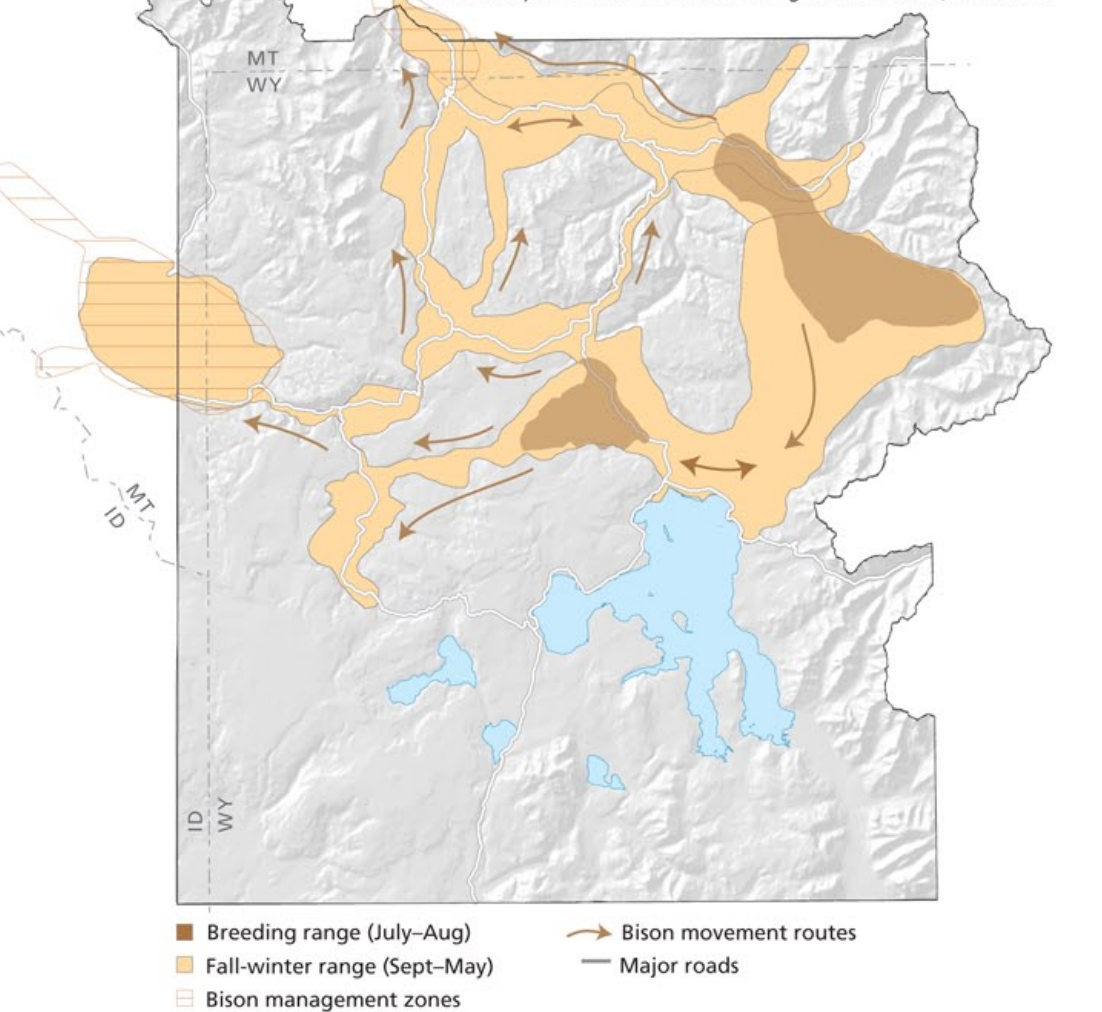 MT
WY
MT
ID
ID
WY
Breeding range (July–Aug)
Fall-winter range (Sept–May)
Bison management zones
Bison movement routes
Major roads